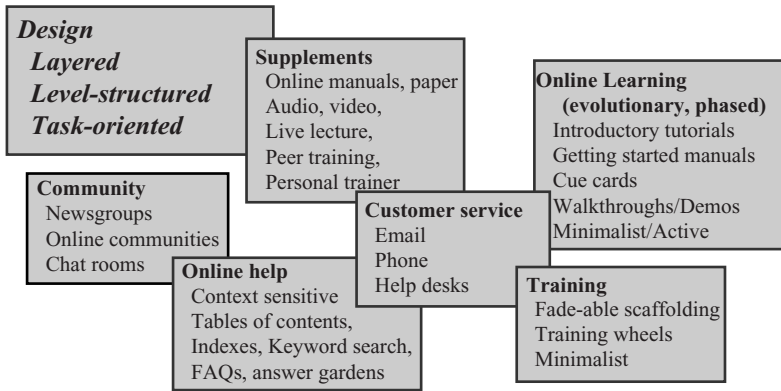 Design
Layered
Level-structured
Task-oriented
Supplements
Online manuals, paper
Audio, video,
Live lecture,
Peer training,
Personal trainer
Online Learning
(evolutionary, phased)
Introductory tutorials
Getting started manuals
Cue cards
Walkthroughs/Demos
Minimalist/Active
Community
Newsgroups
Online communities
Chat rooms
Customer service
Email
Phone
Help desks
Online help
Context sensitive
Tables of contents,
Indexes, Keyword search,
FAQs, answer gardens
Training
Fade-able scaffolding
Training wheels
Minimalist